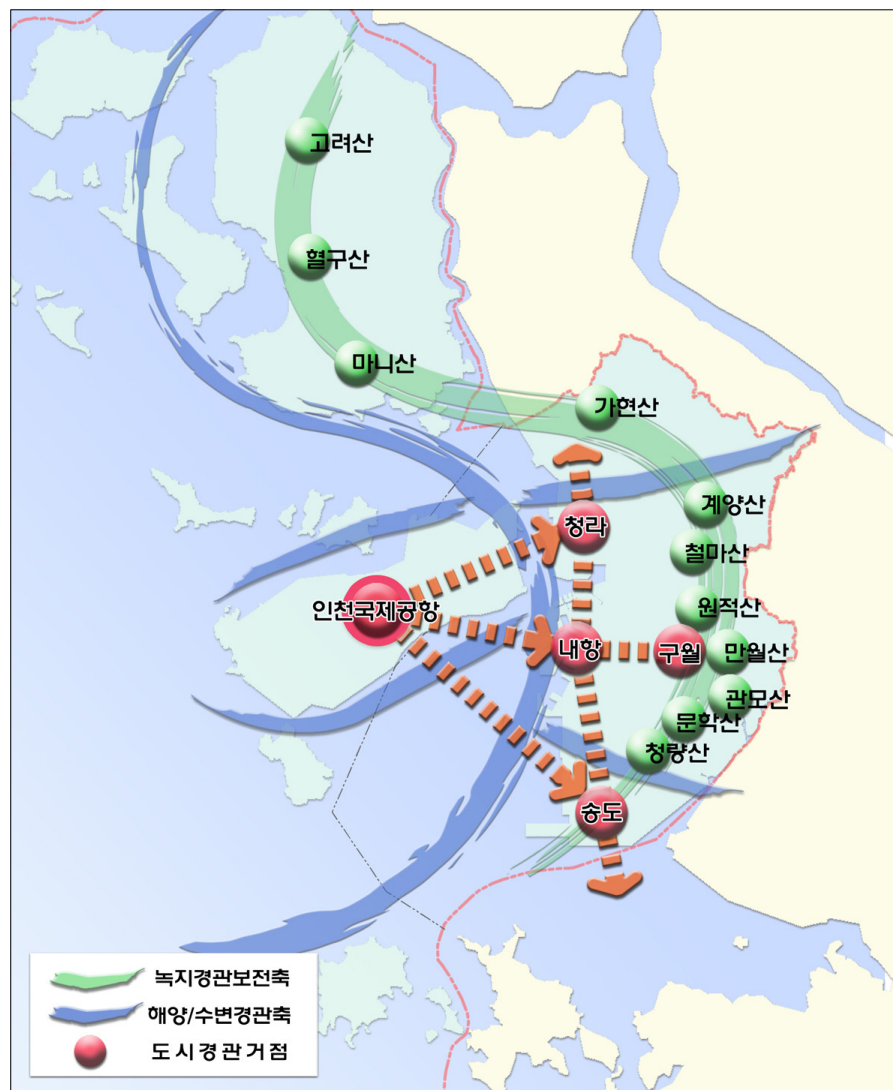 고려산
혈구산
마니산
가현산
계양산
청라
철마산
원적산
인천국제공항
내항
구월
만월산
관모산
문학산
청량산
송도
녹지경관보전축
해양/수변경관축
도시경관거점